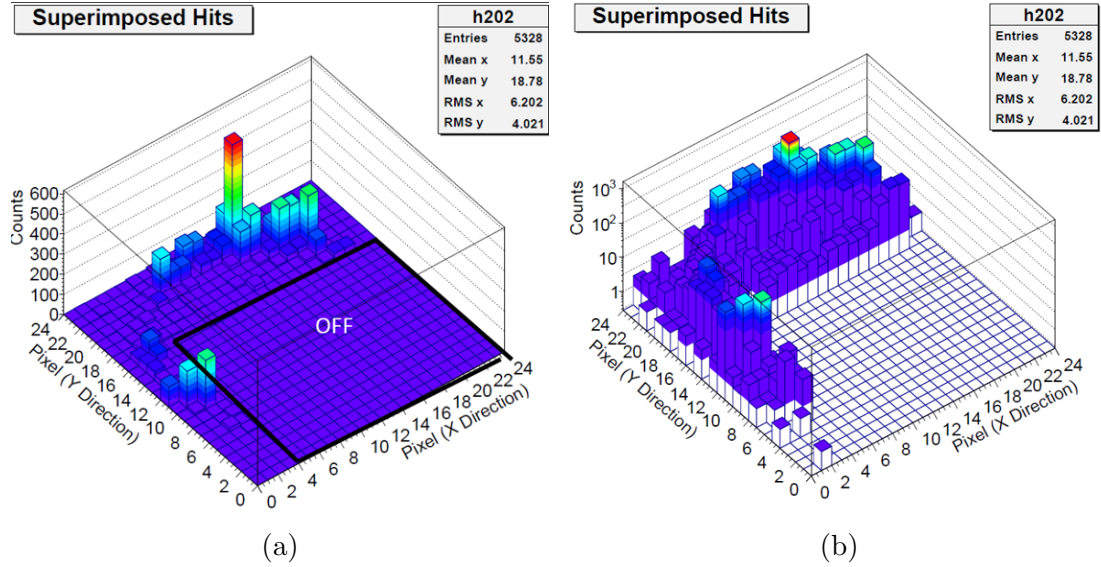 Superimposed Hits
h202
Entries 5328
Mean x 11.55
Mean y 18.78
RMS x 6.202
RMS y 4.021
Counts
600
500
400
300
200
100
0
OFF
24
22
20
18
16
14
12
10
8
6
4
2
0
Pixel (Y Direction)
0
2
4
6
8
10
12
14
16
18
20
22
24
Pixel (X Direction)
(a)
Superimposed Hits
h202
Entries 5328
Mean x 11.55
Mean y 18.78
RMS x 6.202
RMS y 4.021
Counts
10³
10²
10
1
24
22
20
18
16
14
12
10
8
6
4
2
0
Pixel (Y Direction)
0
2
4
6
8
10
12
14
16
18
20
22
24
Pixel (X Direction)
(b)